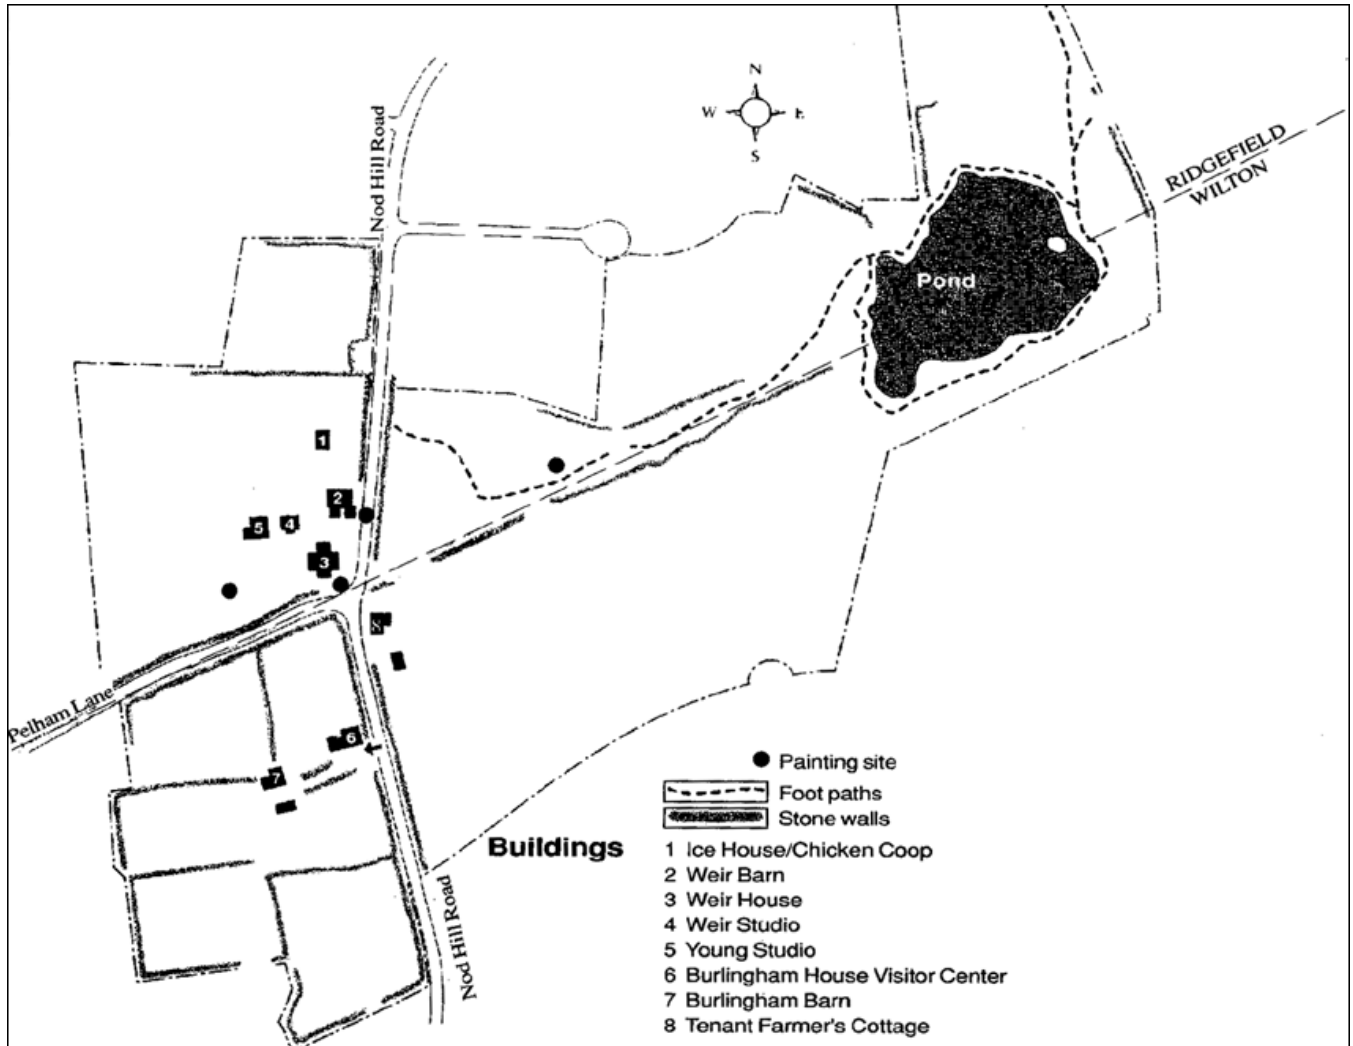 N
W E
S
Nod Hill Road
RIDGEFIELD
WILTON
Pond
1
2
5 4
3
8
Pelham Lane
6
7
Nod Hill Road
Painting site
Foot paths
Stone walls
Buildings
1 Ice House/Chicken Coop
2 Weir Barn
3 Weir House
4 Weir Studio
5 Young Studio
6 Burlingham House Visitor Center
7 Burlingham Barn
8 Tenant Farmer's Cottage